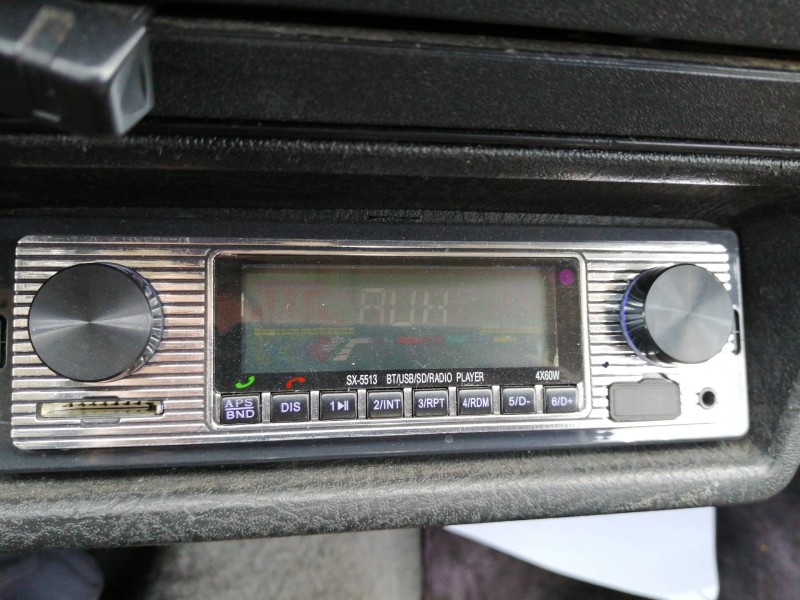 AUX
SX-5513 BT/USB/SD/RADIO PLAYER 4X60W
APS
BND
DIS
1
2/INT
3/RPT
4/RDM
5/D-
6/D+